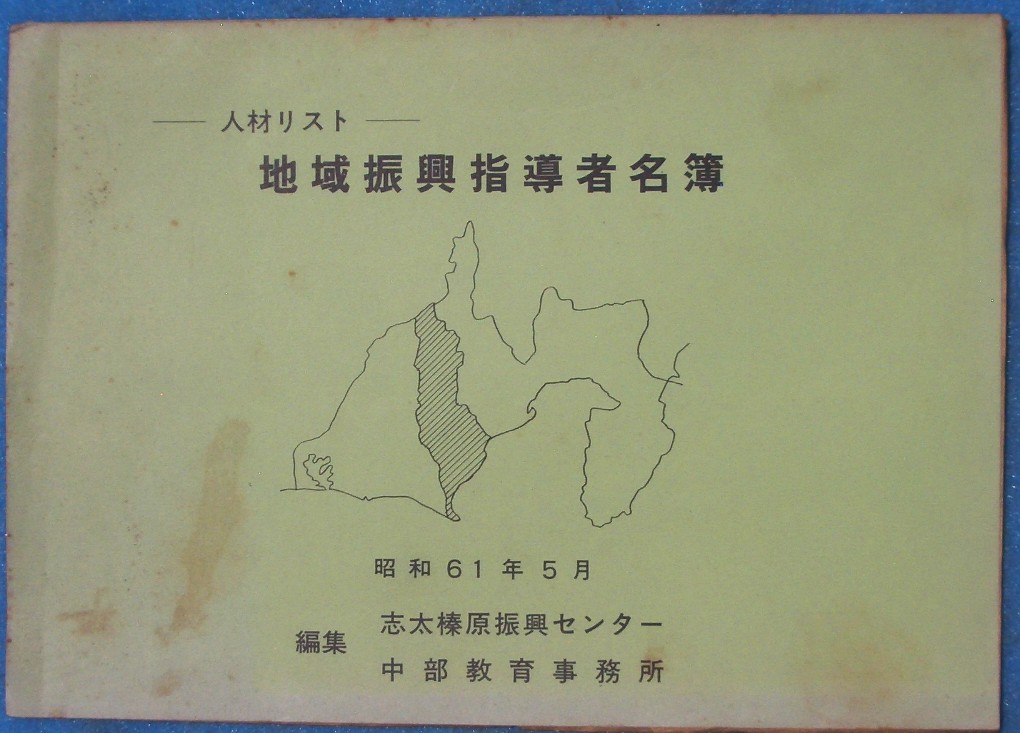 人材リスト
地域振興指導者名簿
昭和61年5月
編集
志太榛原振興センター
中部教育事務所